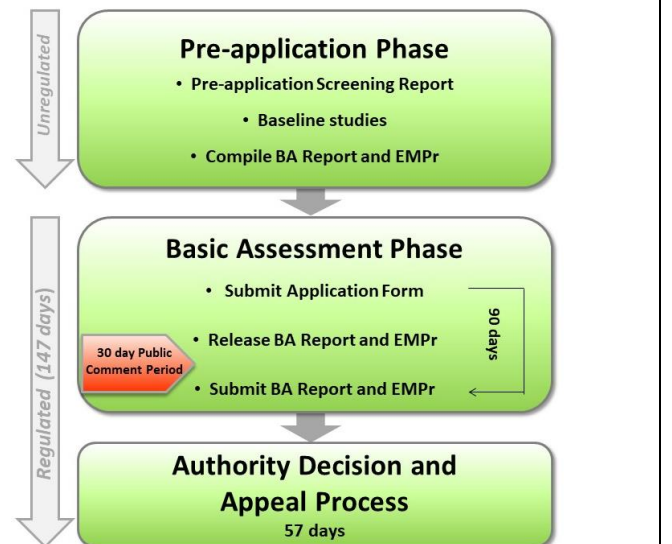 Unregulated
Pre-application Phase
• Pre-application Screening Report
• Baseline studies
• Compile BA Report and EMPr
Regulated (147 days)
Basic Assessment Phase
• Submit Application Form
90 days
• Release BA Report and EMPr
30 day Public
Comment Period
• Submit BA Report and EMPr
Authority Decision and
Appeal Process
57 days